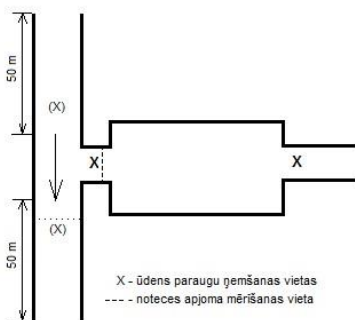 50 m
(X)
X
X
(X)
50 m
X - ūdens paraugu ņemšanas vietas
---- - noteces apjoma mērīšanas vieta